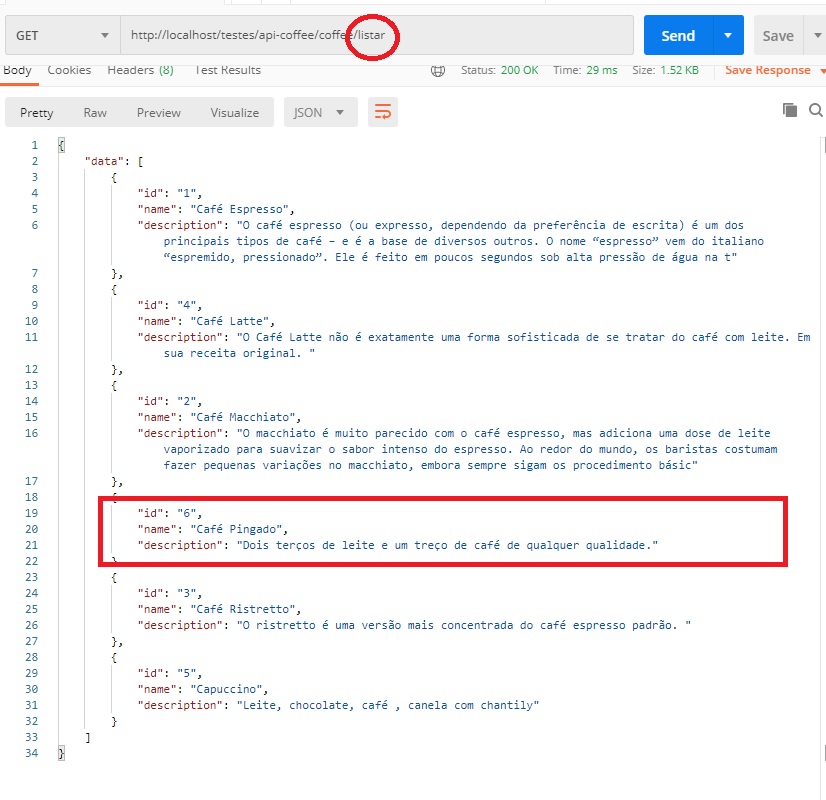 GET http://localhost/testes/api-coffee/coffee/listar Send Save
Body Cookies Headers (8) Test Results Status: 200 OK Time: 29 ms Size: 1.52 KB Save Response
Pretty Raw Preview Visualize JSON
1 {
2 "data": [
3 {
4 "id": "1",
5 "name": "Café Espresso",
6 "description": "O café espresso (ou expresso, dependendo da preferência de escrita) é um dos
principais tipos de café – e é a base de diversos outros. O nome “espresso” vem do italiano
“espremido, pressionado”. Ele é feito em poucos segundos sob alta pressão de água na t"
7 },
8 {
9 "id": "4",
10 "name": "Café Latte",
11 "description": "O Café Latte não é exatamente uma forma sofisticada de se tratar do café com leite. Em
sua receita original. "
12 },
13 {
14 "id": "2",
15 "name": "Café Macchiato",
16 "description": "O macchiato é muito parecido com o café espresso, mas adiciona uma dose de leite
vaporizado para suavizar o sabor intenso do espresso. Ao redor do mundo, os baristas costumam
fazer pequenas variações no macchiato, embora sempre sigam os procedimento básic"
17 },
18 {
19 "id": "6",
20 "name": "Café Pingado",
21 "description": "Dois terços de leite e um treço de café de qualquer qualidade."
22 },
23 {
24 "id": "3",
25 "name": "Café Ristretto",
26 "description": "O ristretto é uma versão mais concentrada do café espresso padrão. "
27 },
28 {
29 "id": "5",
30 "name": "Capuccino",
31 "description": "Leite, chocolate, café , canela com chantily"
32 }
33 ]
34 }